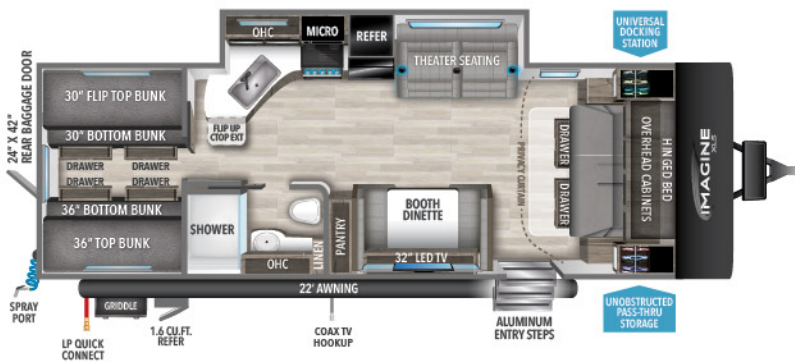 UNIVERSAL
DOCKING
STATION
OHC
MICRO
REFER
THEATER SEATING
24" X 42"
REAR BAGGAGE DOOR
30" FLIP TOP BUNK
30" BOTTOM BUNK
FLIP UP
CTOP EXT
DRAWER
DRAWER
DRAWER
DRAWER
36" BOTTOM BUNK
36" TOP BUNK
SHOWER
OHC
LINEN
PANTRY
BOOTH
DINETTE
32" LED TV
PRIVACY CURTAIN
DRAWER
DRAWER
HINGED BED
OVERHEAD CABINETS
IMAGINE
XLS
22' AWNING
SPRAY
PORT
LP QUICK
CONNECT
GRIDDLE
1.6 CU.FT.
REFER
COAX TV
HOOKUP
ALUMINUM
ENTRY STEPS
UNOBSTRUCTED
PASS-THRU
STORAGE